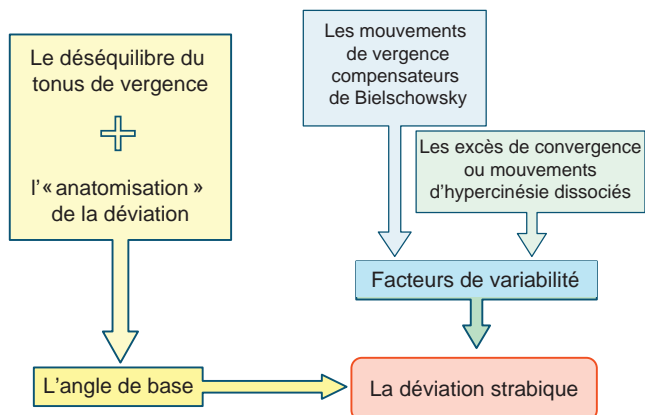 Le déséquilibre du
tonus de vergence
+
l'« anatomisation »
de la déviation
Les mouvements
de vergence
compensateurs
de Bielschowsky
Les excès de convergence
ou mouvements
d'hypercinésie dissociés
Facteurs de variabilité
L'angle de base
La déviation strabique